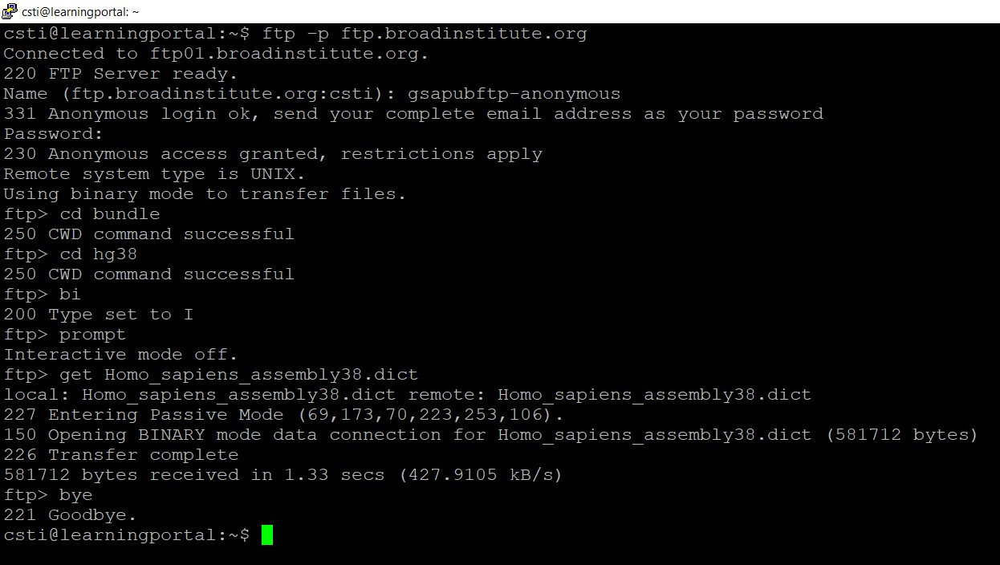 csti@learningportal: ~
csti@learningportal:~$ ftp -p ftp.broadinstitute.org
Connected to ftp01.broadinstitute.org.
220 FTP Server ready.
Name (ftp.broadinstitute.org:csti): gsapubftp-anonymous
331 Anonymous login ok, send your complete email address as your password
Password:
230 Anonymous access granted, restrictions apply
Remote system type is UNIX.
Using binary mode to transfer files.
ftp> cd bundle
250 CWD command successful
ftp> cd hg38
250 CWD command successful
ftp> bi
200 Type set to I
ftp> prompt
Interactive mode off.
ftp> get Homo_sapiens_assembly38.dict
local: Homo_sapiens_assembly38.dict remote: Homo_sapiens_assembly38.dict
227 Entering Passive Mode (69,173,70,223,253,106).
150 Opening BINARY mode data connection for Homo_sapiens_assembly38.dict (581712 bytes)
226 Transfer complete
581712 bytes received in 1.33 secs (427.9105 kB/s)
ftp> bye
221 Goodbye.
csti@learningportal:~$